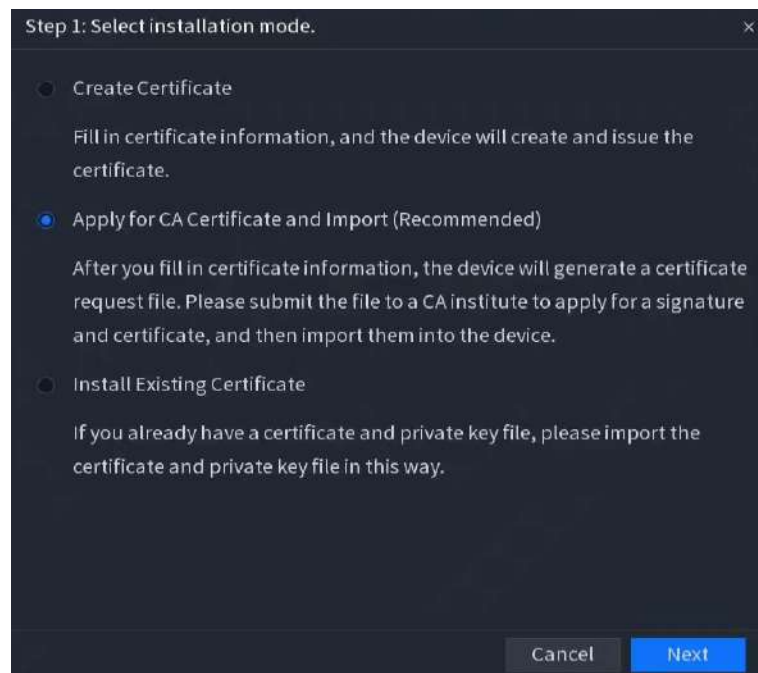 Step 1: Select installation mode.
×
Create Certificate
Fill in certificate information, and the device will create and issue the
certificate.
Apply for CA Certificate and Import (Recommended)
After you fill in certificate information, the device will generate a certificate
request file. Please submit the file to a CA institute to apply for a signature
and certificate, and then import them into the device.
Install Existing Certificate
If you already have a certificate and private key file, please import the
certificate and private key file in this way.
Cancel Next